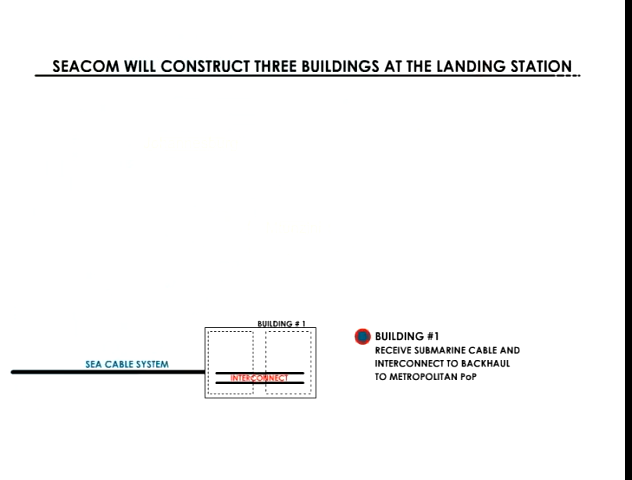 SEACOM WILL CONSTRUCT THREE BUILDINGS AT THE LANDING STATION
BUILDING # 1
SEA CABLE SYSTEM
INTERCONNECT
BUILDING #1
RECEIVE SUBMARINE CABLE AND
INTERCONNECT TO BACKHAUL
TO METROPOLITAN PoP